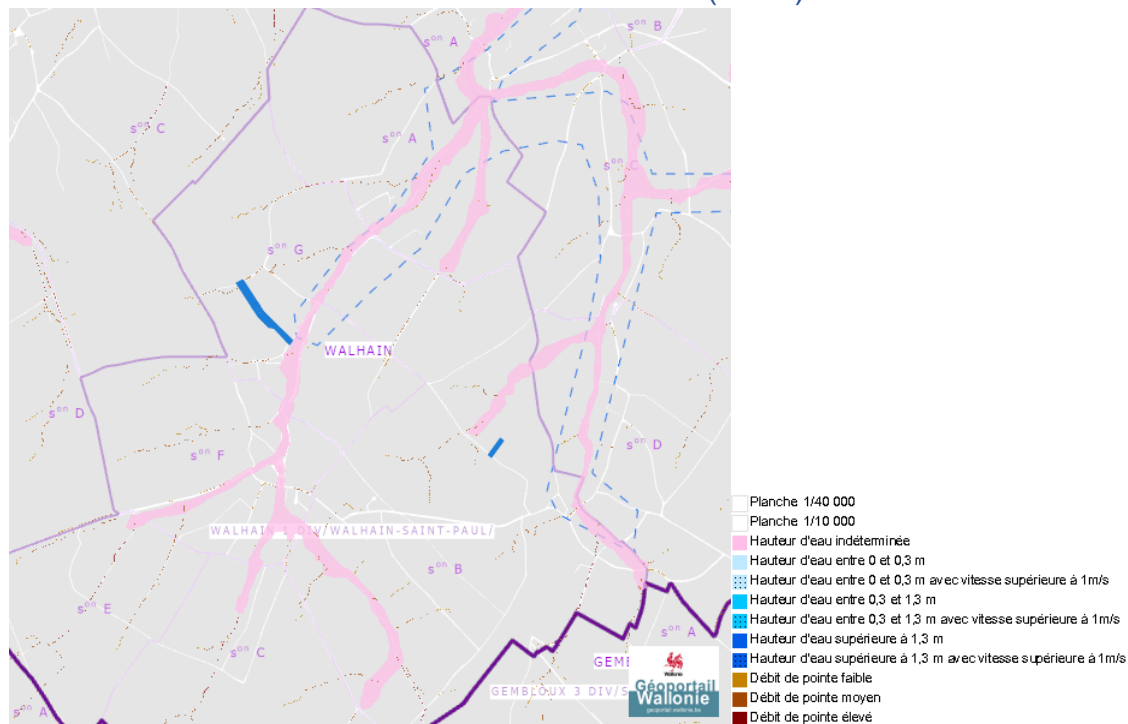 sᵒⁿ A
sᵒⁿ B
sᵒⁿ C
sᵒⁿ A
sᵒⁿ C
sᵒⁿ G
WALHAIN
sᵒⁿ D
sᵒⁿ F
sᵒⁿ D
WALHAIN 1 DIV/WALHAIN-SAINT-PAUL/
sᵒⁿ B
sᵒⁿ E
sᵒⁿ C
sᵒⁿ A
sᵒⁿ A
GEMBLOUX 3 DIV/S
Wallonie
Géoportail
Wallonie
geoportail.wallonie.be
Planche 1/40 000
Planche 1/10 000
Hauteur d'eau indéterminée
Hauteur d'eau entre 0 et 0,3 m
Hauteur d'eau entre 0 et 0,3 m avec vitesse supérieure à 1m/s
Hauteur d'eau entre 0,3 et 1,3 m
Hauteur d'eau entre 0,3 et 1,3 m avec vitesse supérieure à 1m/s
Hauteur d'eau supérieure à 1,3 m
Hauteur d'eau supérieure à 1,3 m avec vitesse supérieure à 1m/s
Débit de pointe faible
Débit de pointe moyen
Débit de pointe élevé